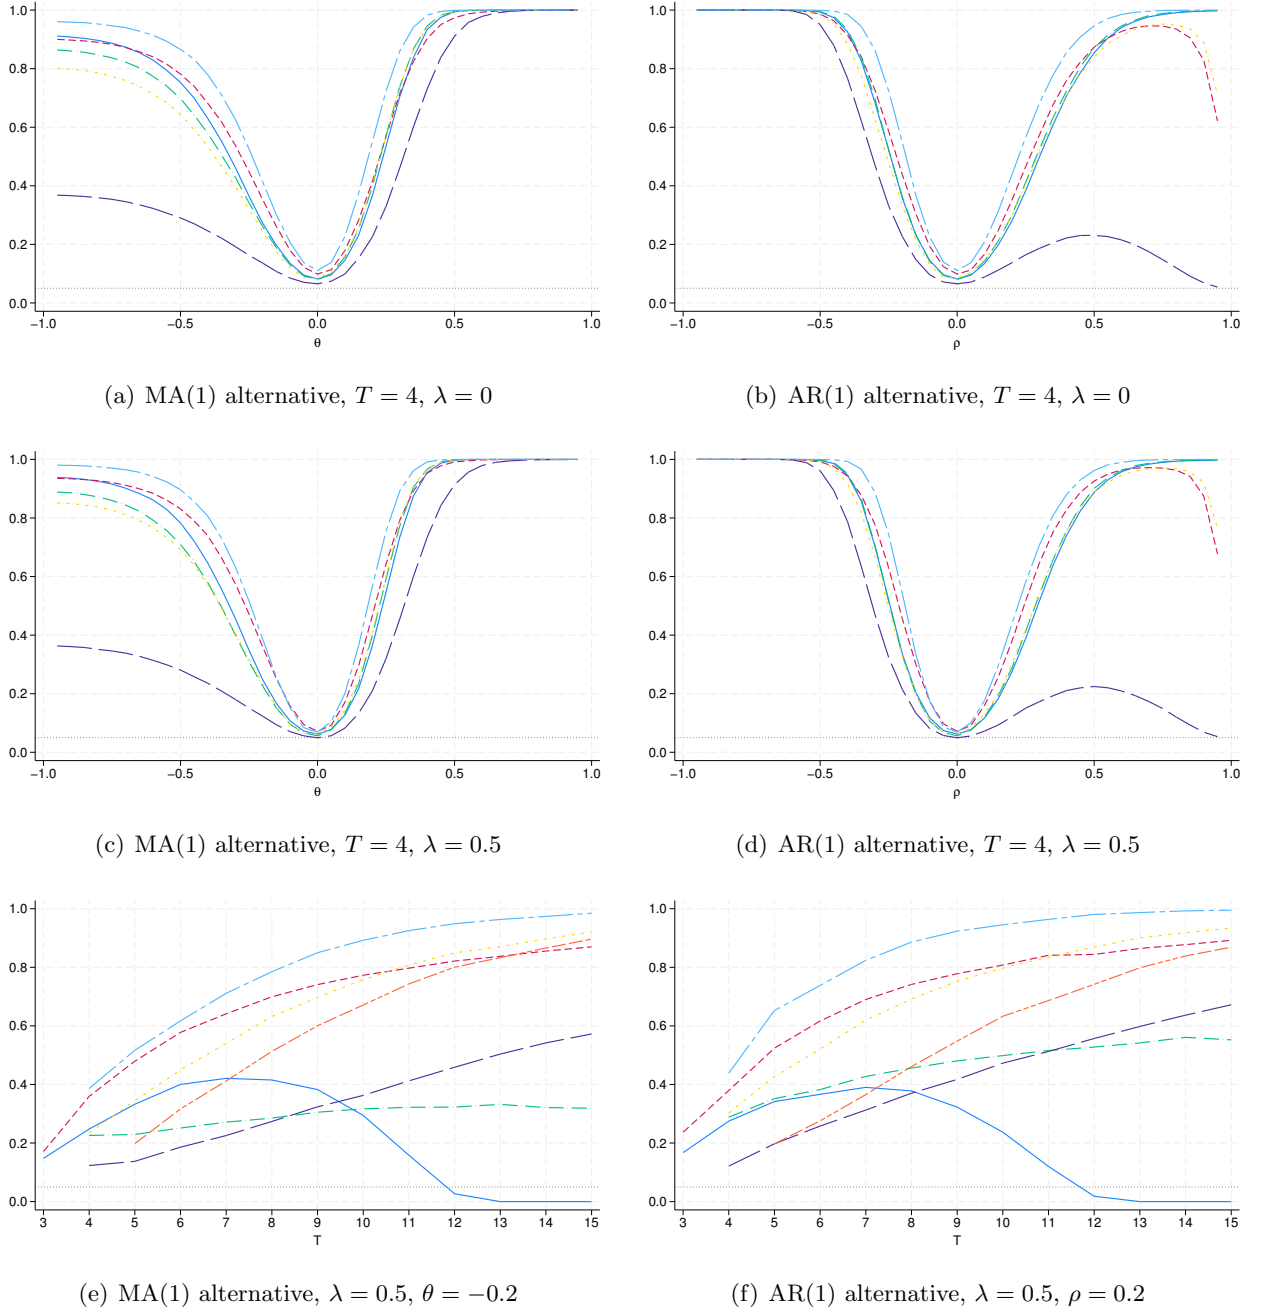 1.0
0.8
0.6
0.4
0.2
0.0
−1.0 −0.5 0.0 0.5 1.0
θ
(a) MA(1) alternative, T = 4, λ = 0
1.0
0.8
0.6
0.4
0.2
0.0
−1.0 −0.5 0.0 0.5 1.0
ρ
(b) AR(1) alternative, T = 4, λ = 0
1.0
0.8
0.6
0.4
0.2
0.0
−1.0 −0.5 0.0 0.5 1.0
θ
(c) MA(1) alternative, T = 4, λ = 0.5
1.0
0.8
0.6
0.4
0.2
0.0
−1.0 −0.5 0.0 0.5 1.0
ρ
(d) AR(1) alternative, T = 4, λ = 0.5
1.0
0.8
0.6
0.4
0.2
0.0
3 4 5 6 7 8 9 10 11 12 13 14 15
T
(e) MA(1) alternative, λ = 0.5, θ = −0.2
1.0
0.8
0.6
0.4
0.2
0.0
3 4 5 6 7 8 9 10 11 12 13 14 15
T
(f) AR(1) alternative, λ = 0.5, ρ = 0.2